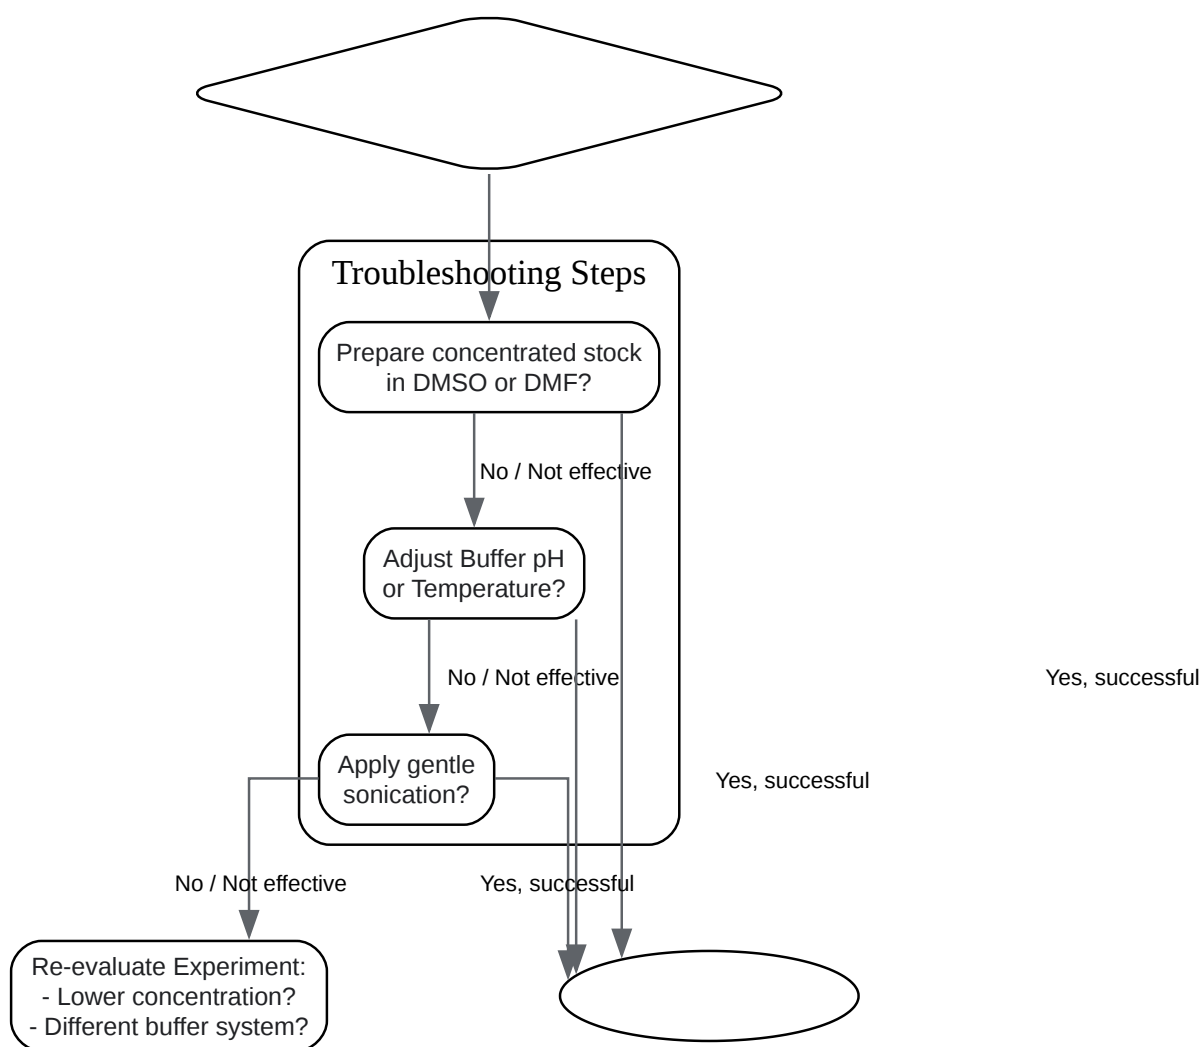 Troubleshooting Steps
Prepare concentrated stock
in DMSO or DMF?
No / Not effective
Adjust Buffer pH
or Temperature?
No / Not effective
Yes, successful
Apply gentle
sonication?
Yes, successful
No / Not effective
Yes, successful
Re-evaluate Experiment:
- Lower concentration?
- Different buffer system?